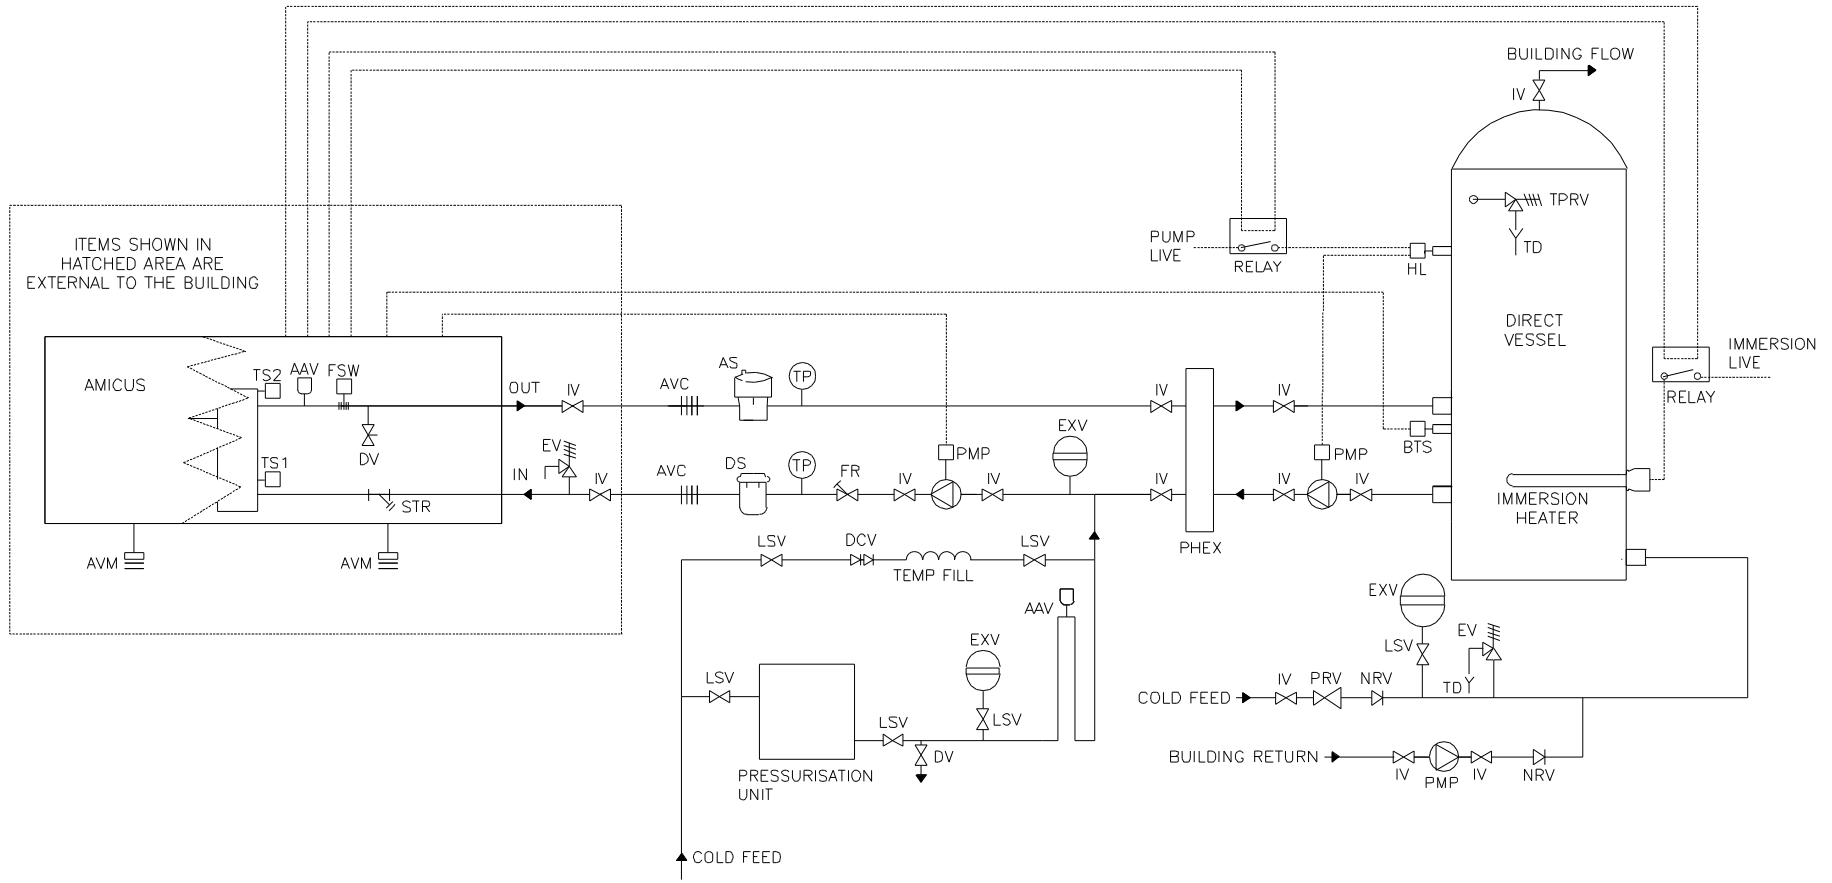 BUILDING FLOW
IV
ITEMS SHOWN IN
HATCHED AREA ARE
EXTERNAL TO THE BUILDING
TPRV
TD
PUMP
LIVE
RELAY
HL
DIRECT
VESSEL
IMMERSION
LIVE
RELAY
AMICUS
TS2
AAV
FSW
OUT
IV
AVC
AS
TP
IV
IV
DV
EXV
BTS
TS1
STR
IN
EV
IV
AVC
DS
TP
FR
IV
PMP
IV
IV
IV
PMP
IV
IMMERSION
HEATER
PHEX
AVM
AVM
LSV
DCV
TEMP FILL
LSV
AAV
EXV
LSV
LSV
LSV
DV
PRESSURISATION
UNIT
EXV
LSV
EV
TD
COLD FEED
IV
PRV
NRV
BUILDING RETURN
IV
PMP
IV
NRV
COLD FEED